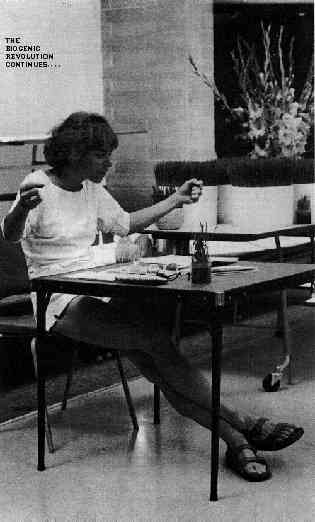 THE
BIOGENIC
REVOLUTION
CONTINUES....